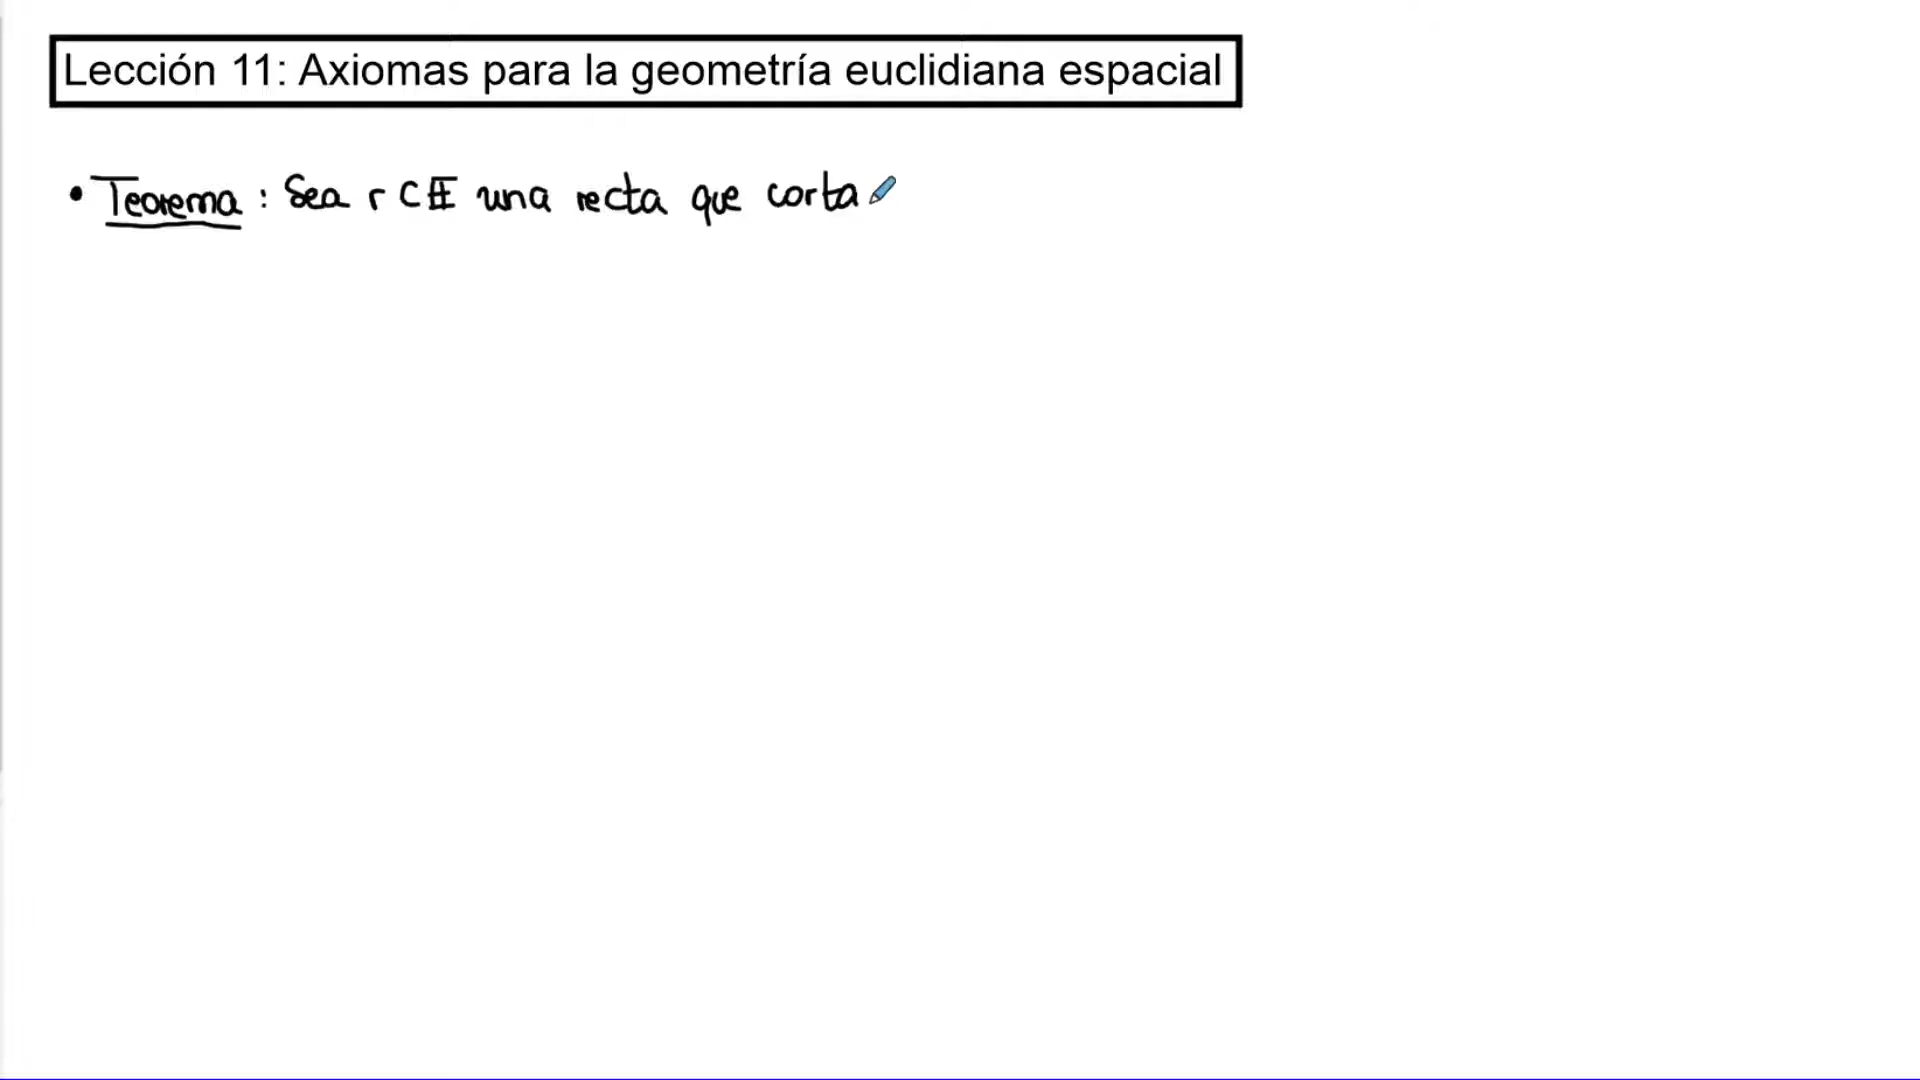 Lección 11: Axiomas para la geometría euclidiana espacial
• Teorema : Sea r ⊂ 𝔼 una recta que corta